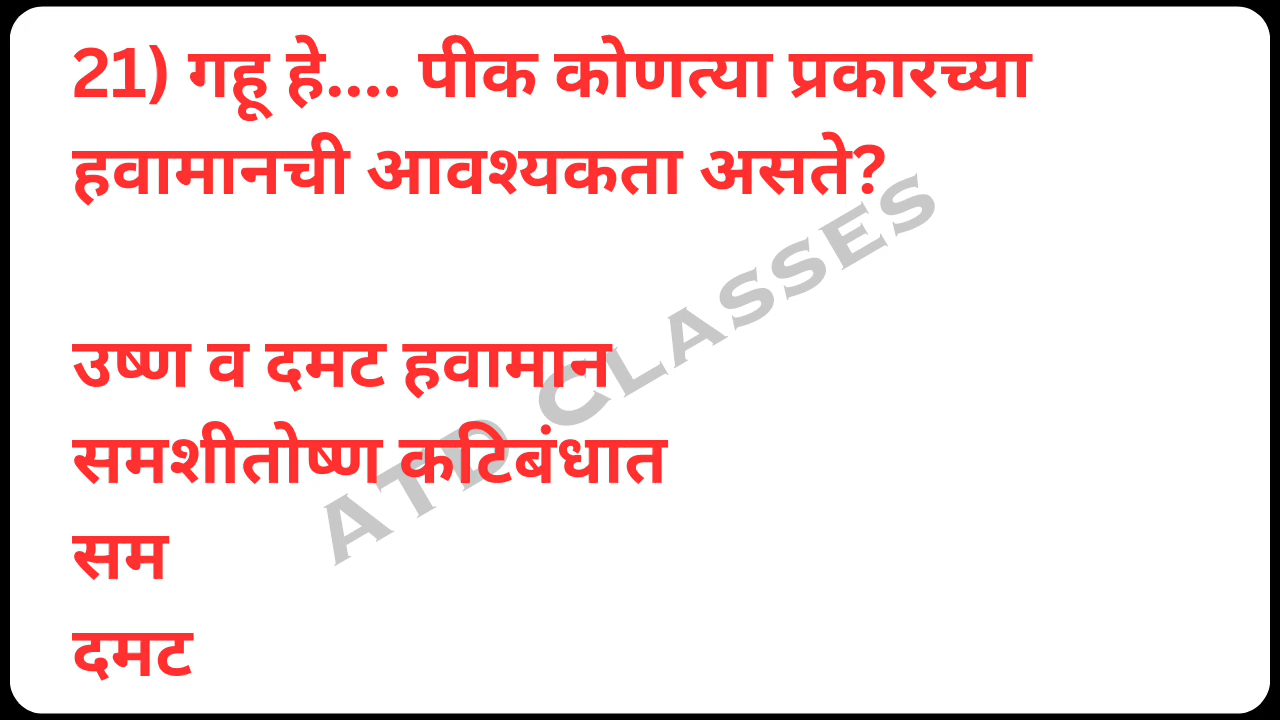 21) गहू हे.... पीक कोणत्या प्रकारच्या
हवामानची आवश्यकता असते?
उष्ण व दमट हवामान
समशीतोष्ण कटिबंधात
सम
दमट
ATD CLASSES